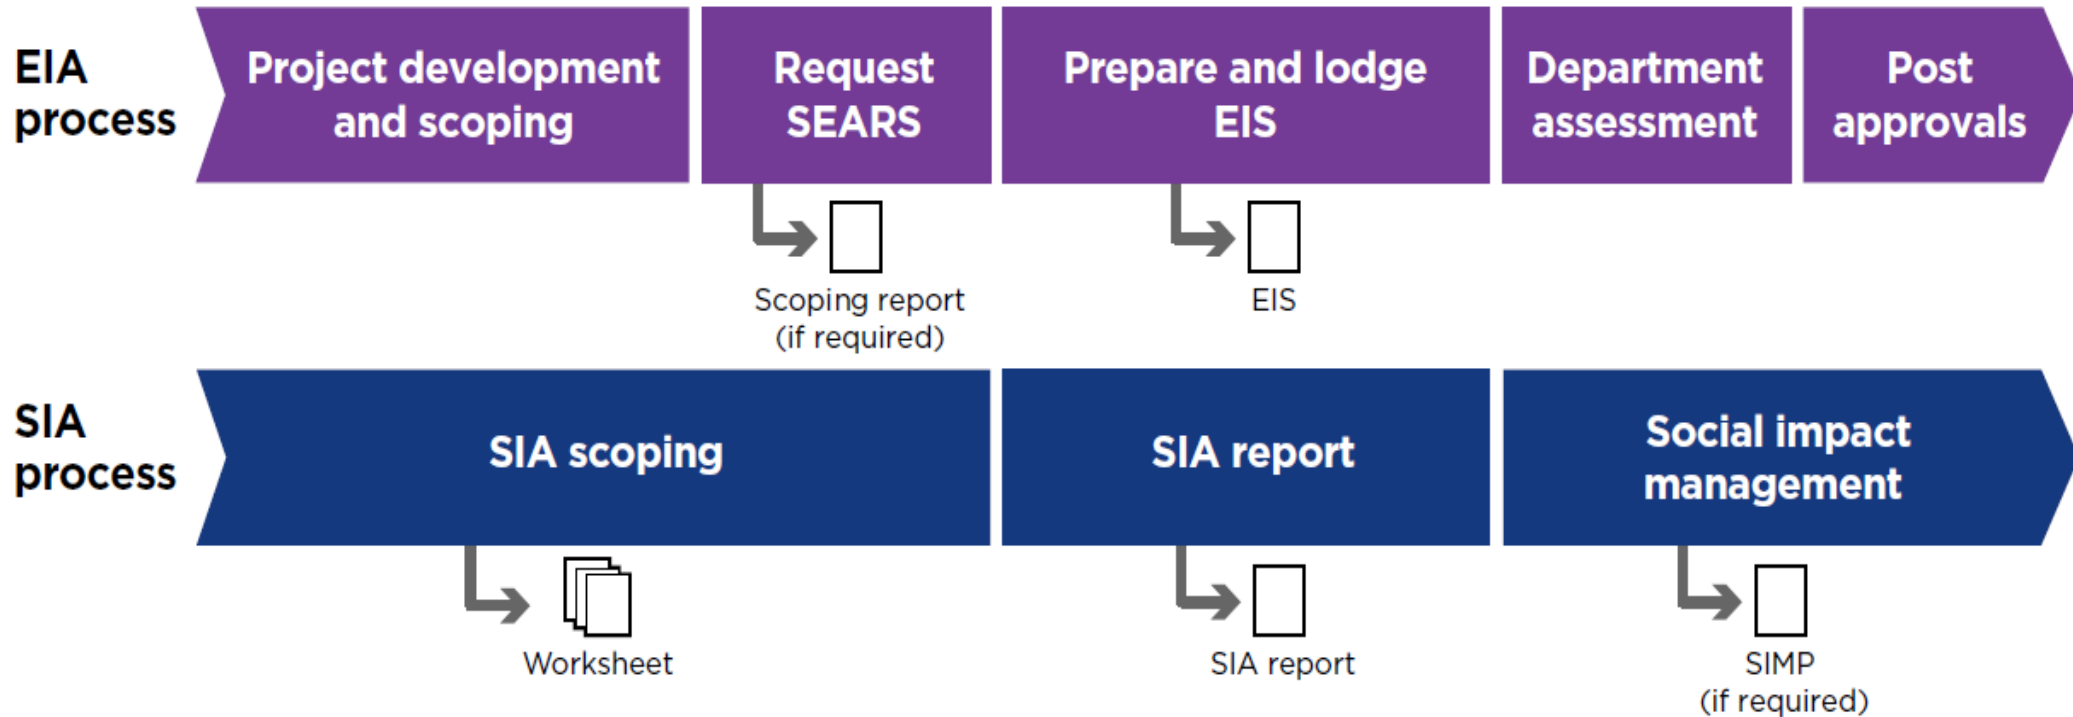 EIA
process
Project development
and scoping
Request
SEARS
Prepare and lodge
EIS
Department
assessment
Post
approvals
Scoping report
(if required)
EIS
SIA
process
SIA scoping
SIA report
Social impact
management
Worksheet
SIA report
SIMP
(if required)